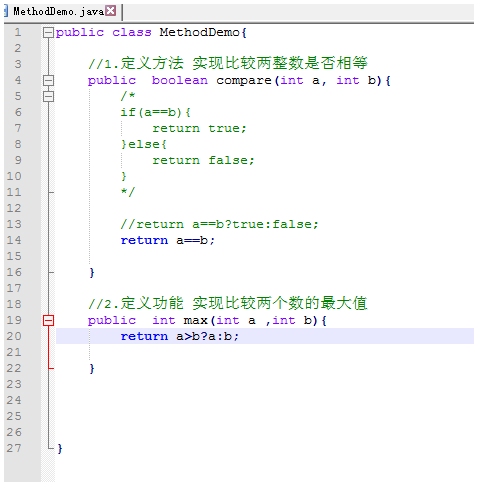 MethodDemo.java
1 public class MethodDemo{
2
3 //1.定义方法 实现比较两整数是否相等
4 public  boolean compare(int a, int b){
5 /*
6 if(a==b){
7 return true;
8 }else{
9 return false;
10 }
11 */
12
13 //return a==b?true:false;
14 return a==b;
15
16 }
17
18 //2.定义功能 实现比较两个数的最大值
19 public  int max(int a ,int b){
20 return a>b?a:b;
21
22 }
23
24
25
26
27 }